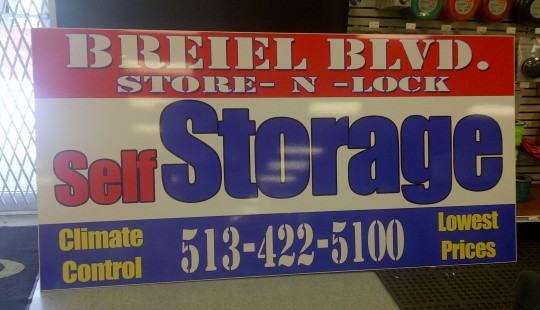 BREIEL BLVD.
STORE- N -LOCK
Self Storage
Climate Control
513-422-5100
Lowest Prices